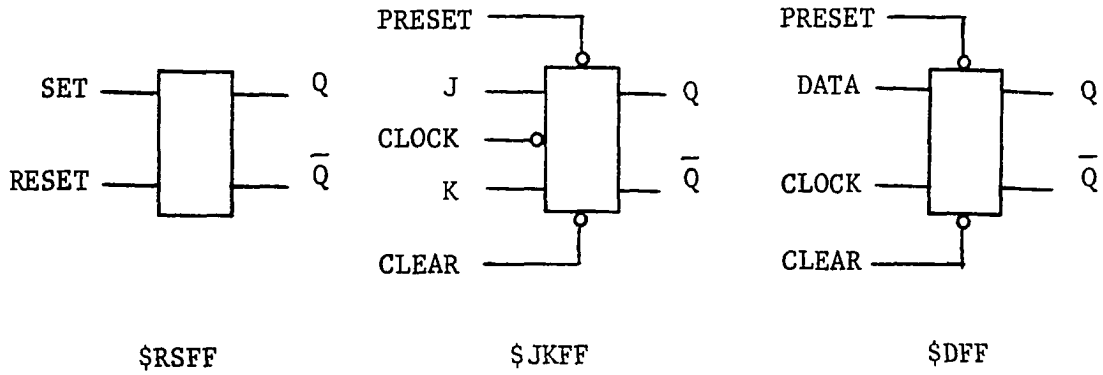 SET
RESET
Q
Q̅
$RSFF
PRESET
J
CLOCK
K
CLEAR
Q
Q̅
$JKFF
PRESET
DATA
CLOCK
CLEAR
Q
Q̅
$DFF